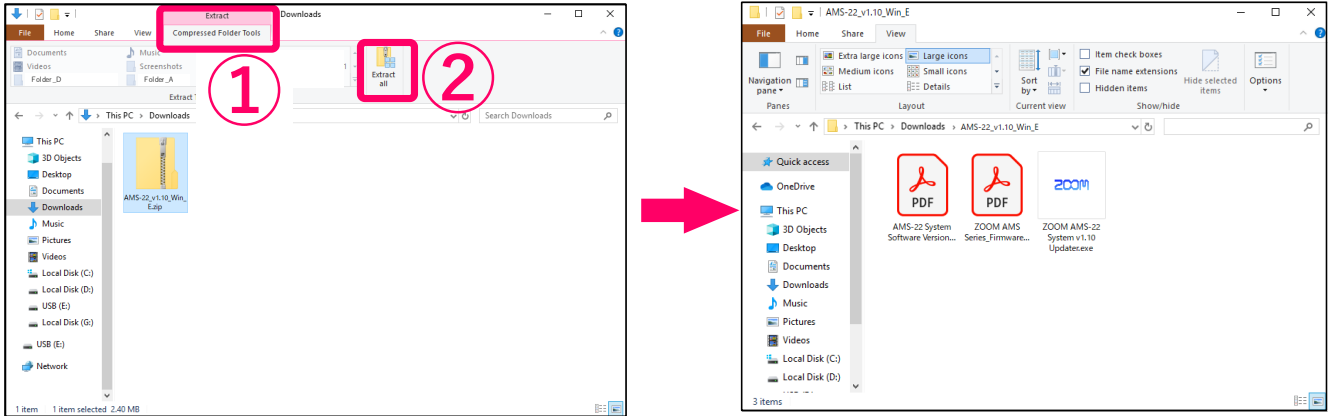 Extract
Downloads
File Home Share View Compressed Folder Tools
Documents Music
Videos Screenshots
Folder_D Folder_A
1
Extract
all
Extract
1
2
This PC > Downloads
Search Downloads
This PC
3D Objects
Desktop
Documents
Downloads
Music
Pictures
Videos
Local Disk (C:)
Local Disk (D:)
USB (E:)
Local Disk (G:)
USB (E:)
Network
AMS-22_v1.10_Win_
E.zip
1 item 1 item selected 2.40 MB
AMS-22_v1.10_Win_E
File Home Share View
Navigation
pane
Panes
Extra large icons Large icons
Medium icons Small icons
List Details
Layout
Sort
by
Current view
Item check boxes
File name extensions
Hidden items
Hide selected
items
Show/hide
Options
This PC > Downloads > AMS-22_v1.10_Win_E
Quick access
OneDrive
This PC
3D Objects
Desktop
Documents
Downloads
Music
Pictures
Videos
Local Disk (C:)
Local Disk (D:)
PDF
AMS-22 System
Software Version...
PDF
ZOOM AMS
Series_Firmware...
ZOOM
ZOOM AMS-22
System v1.10
Updater.exe
3 items